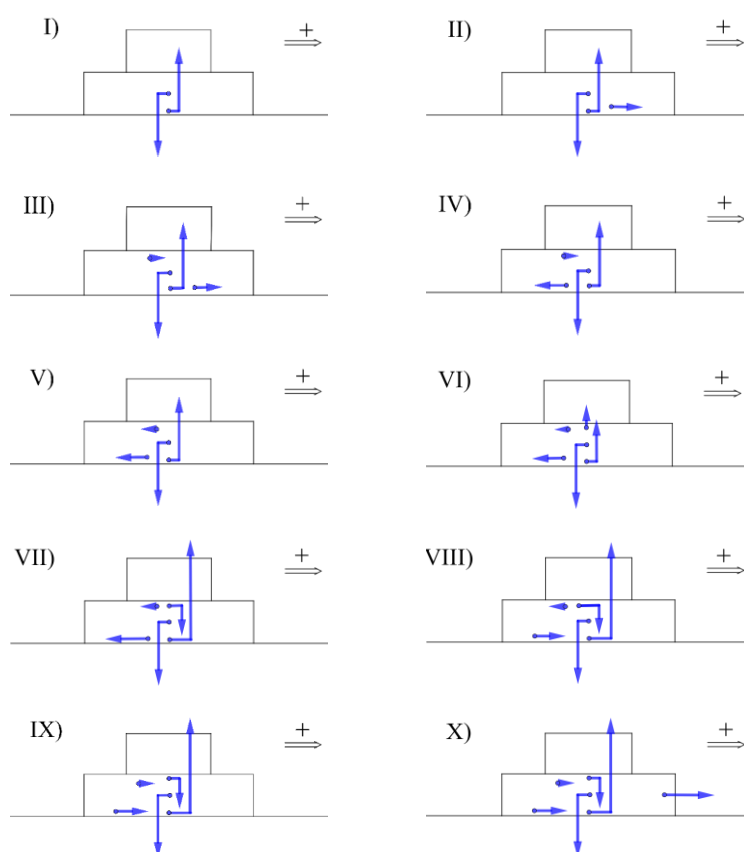 I) +
II) +
III) +
IV) +
V) +
VI) +
VII) +
VIII) +
IX) +
X) +